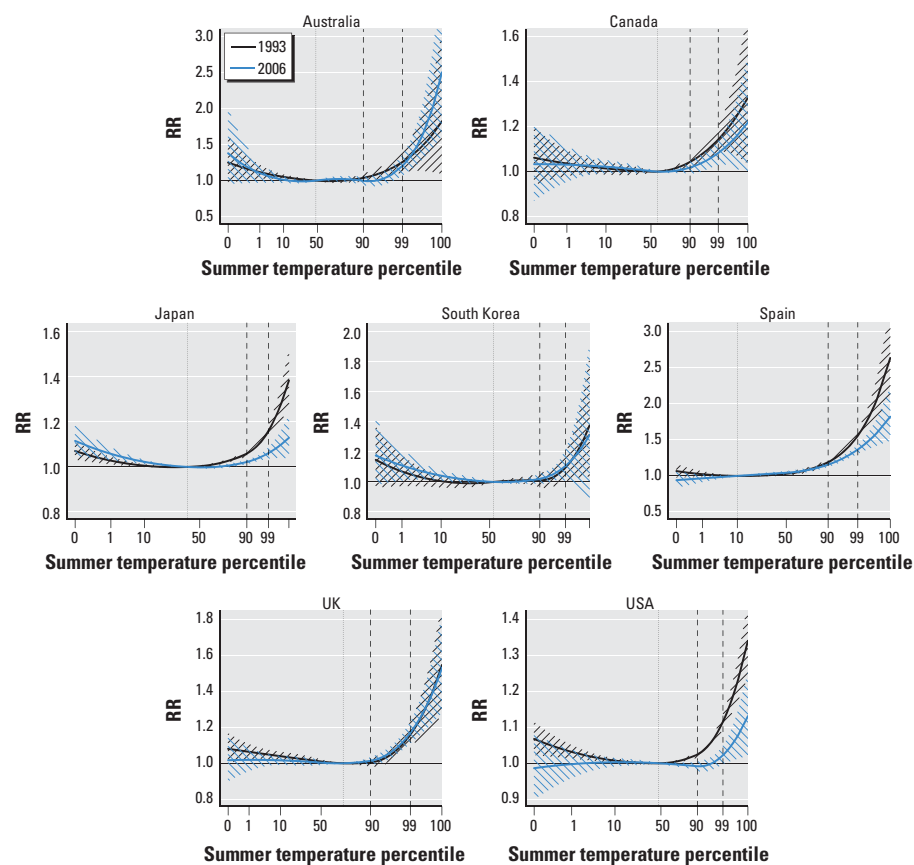 Australia
3.0
2.5
2.0
1.5
1.0
0.5
RR
1993
2006
0 1 10 50 90 99 100
Summer temperature percentile
Canada
1.6
1.4
1.2
1.0
0.8
RR
0 1 10 50 90 99 100
Summer temperature percentile
Japan
1.6
1.4
1.2
1.0
0.8
RR
0 1 10 50 90 99
Summer temperature percentile
South Korea
2.0
1.8
1.6
1.4
1.2
1.0
0.8
RR
0 1 10 50 90 99
Summer temperature percentile
Spain
3.0
2.5
2.0
1.5
1.0
0.5
RR
0 1 10 50 90 99 100
Summer temperature percentile
UK
1.8
1.6
1.4
1.2
1.0
0.8
RR
0 1 10 50 90 99 100
Summer temperature percentile
USA
1.4
1.3
1.2
1.1
1.0
0.9
RR
0 1 10 50 90 99 100
Summer temperature percentile